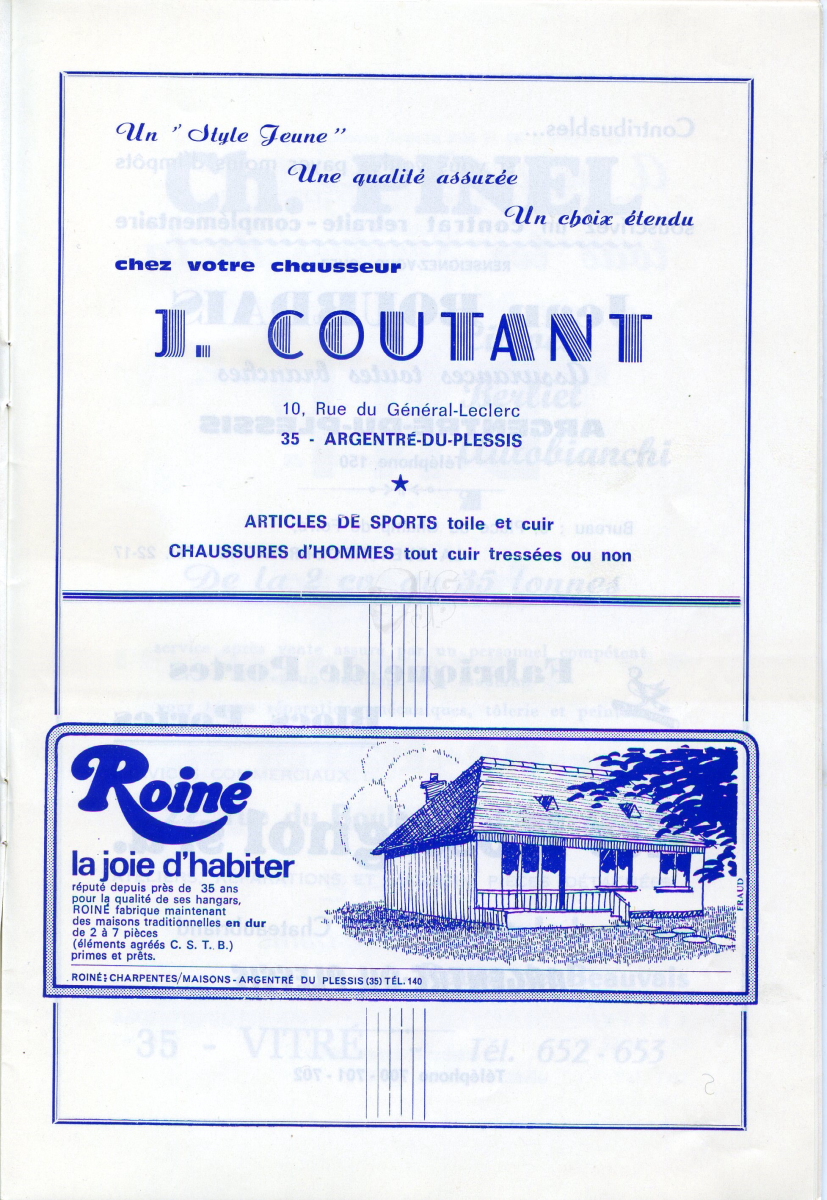 Un " Style Jeune "
Une qualité assurée
Un choix étendu
chez votre chausseur
J. COUTANT
10, Rue du Général-Leclerc
35 - ARGENTRÉ-DU-PLESSIS
ARTICLES DE SPORTS toile et cuir
CHAUSSURES d'HOMMES tout cuir tressées ou non
Roiné
la joie d'habiter
réputé depuis près de 35 ans
pour la qualité de ses hangars,
ROINÉ fabrique maintenant
des maisons traditionnelles en dur
de 2 à 7 pièces
(éléments agréés C. S. T. B.)
primes et prêts.
FRAUD
ROINÉ: CHARPENTES/MAISONS - ARGENTRÉ DU PLESSIS (35) TÉL. 140